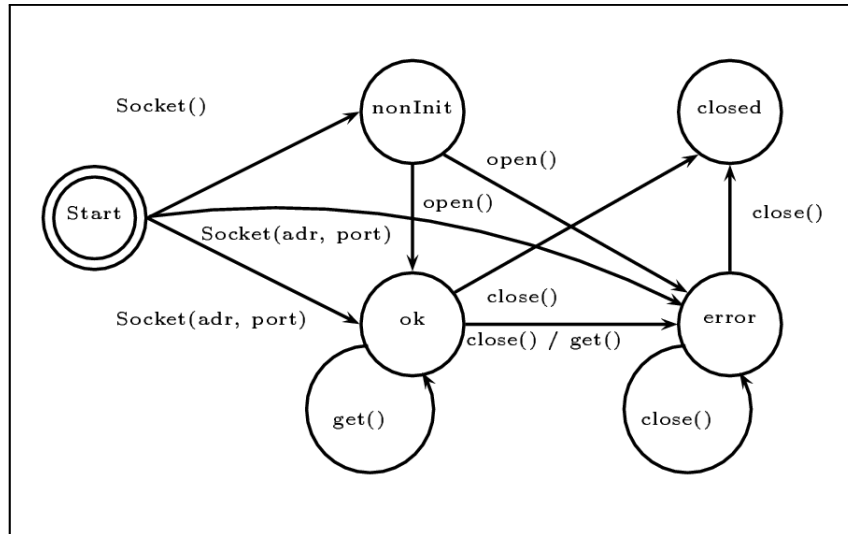 Socket()
nonInit
closed
open()
Start
open()
close()
Socket(adr, port)
close()
Socket(adr, port)
ok
error
close() / get()
get()
close()